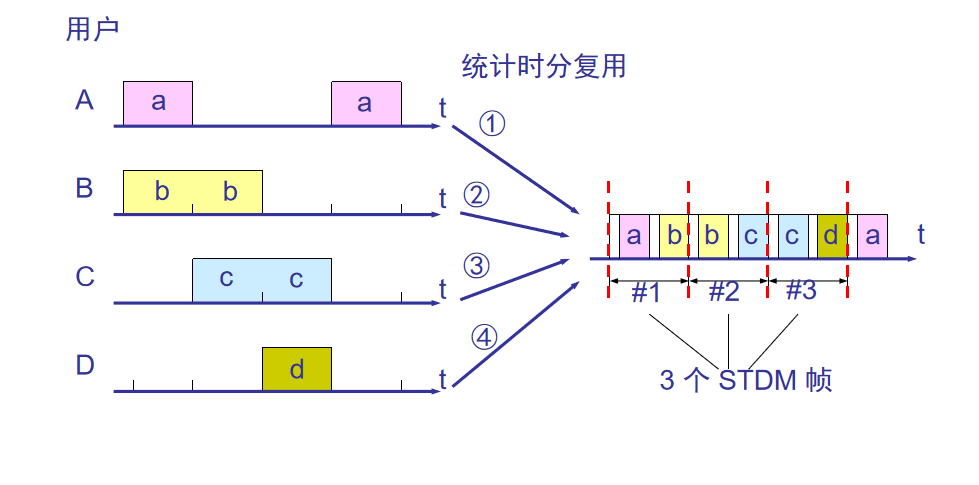 用户
统计时分复用
A a a t
①
B b b t
②
C c c t
③
D d t
④
a b b c c d a t
#1 #2 #3
3 个 STDM 帧